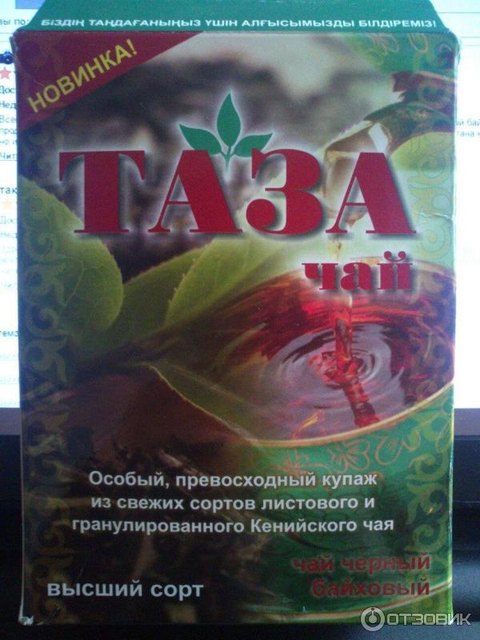 БІЗДІҢ ТАҢДАҒАНЫҢЫЗ ҮШІН АЛҒЫСЫМЫЗДЫ БІЛДІРЕМІЗ!
НОВИНКА!
ТАЗА
чай
Особый, превосходный купаж
из свежих сортов листового и
гранулированного Кенийского чая
чай черный
байховый
высший сорт
ОТЗОВИК